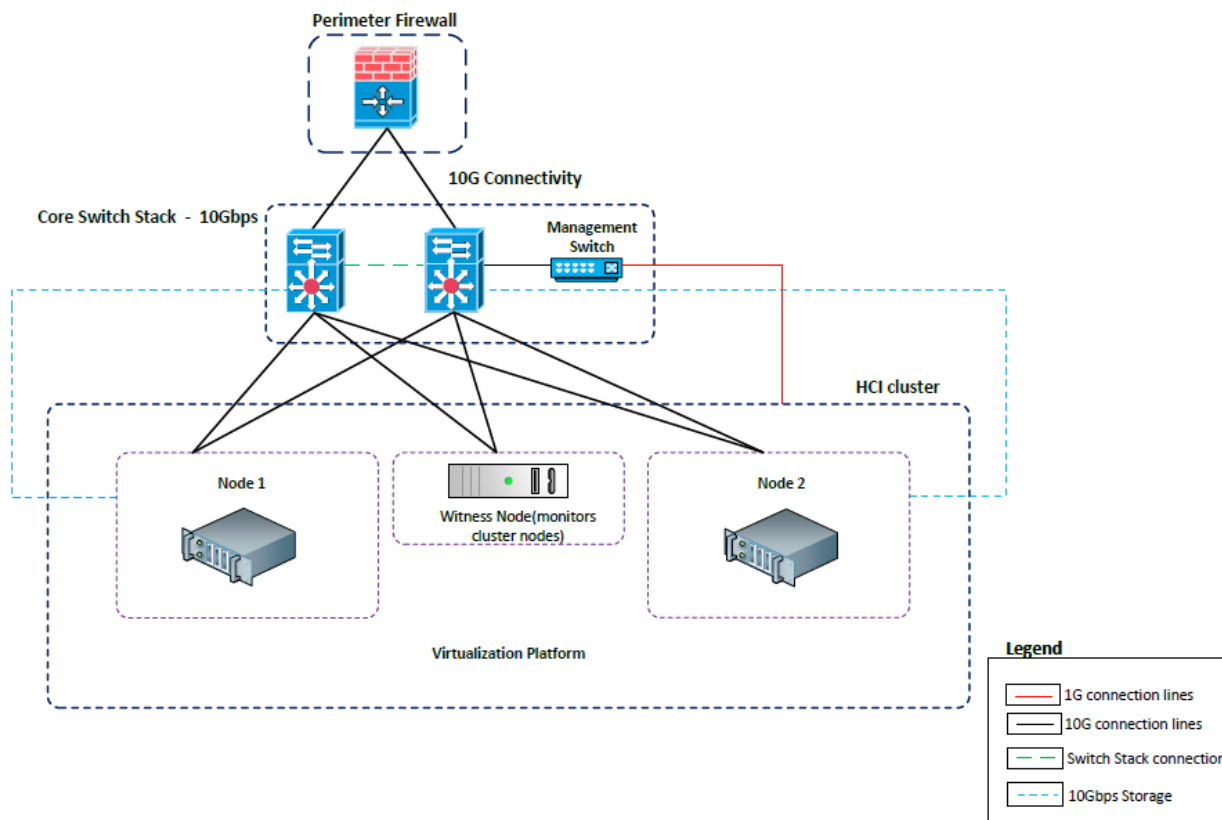 Perimeter Firewall
10G Connectivity
Core Switch Stack - 10Gbps
Management
Switch
HCI cluster
Node 1
Witness Node(monitors
cluster nodes)
Node 2
Virtualization Platform
Legend
1G connection lines
10G connection lines
Switch Stack connection
10Gbps Storage